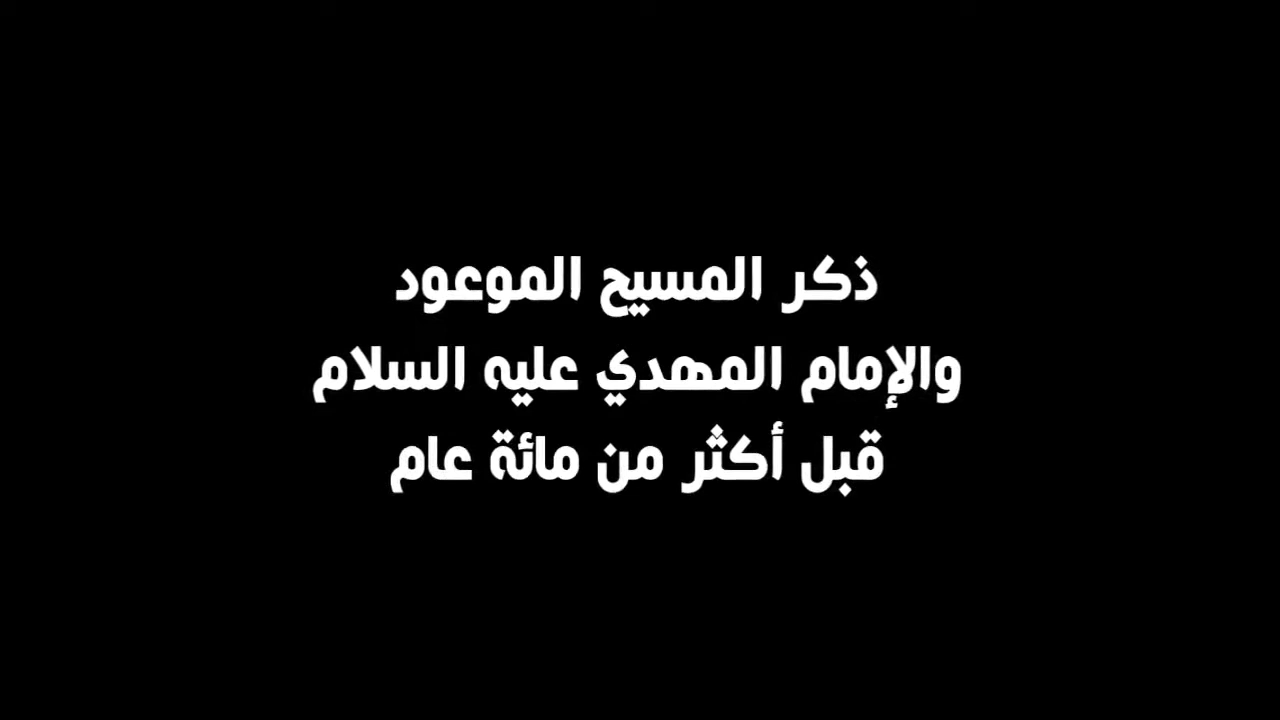 ذكر المسيح الموعود
والإمام المهدي عليه السلام
قبل أكثر من مائة عام